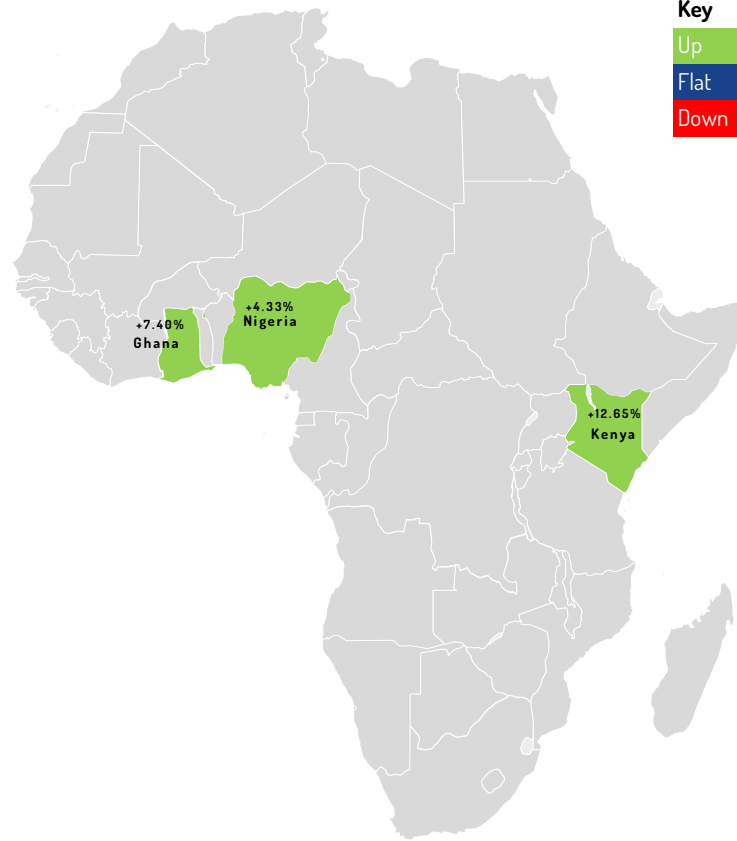 Key
Up
Flat
Down
+4.33%
Nigeria
+7.40%
Ghana
+12.65%
Kenya